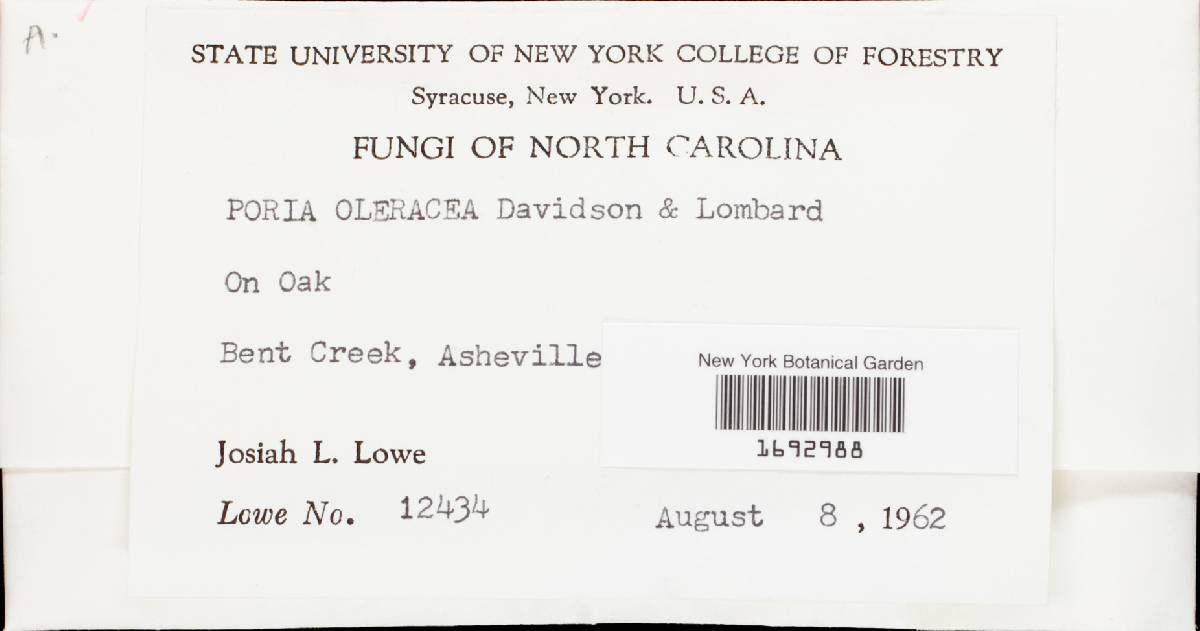 A.
STATE UNIVERSITY OF NEW YORK COLLEGE OF FORESTRY
Syracuse, New York. U. S. A.
FUNGI OF NORTH CAROLINA
PORIA OLERACEA Davidson & Lombard
On Oak
Bent Creek, Asheville
New York Botanical Garden
1692988
Josiah L. Lowe
Lowe No. 12434
August 8 , 1962